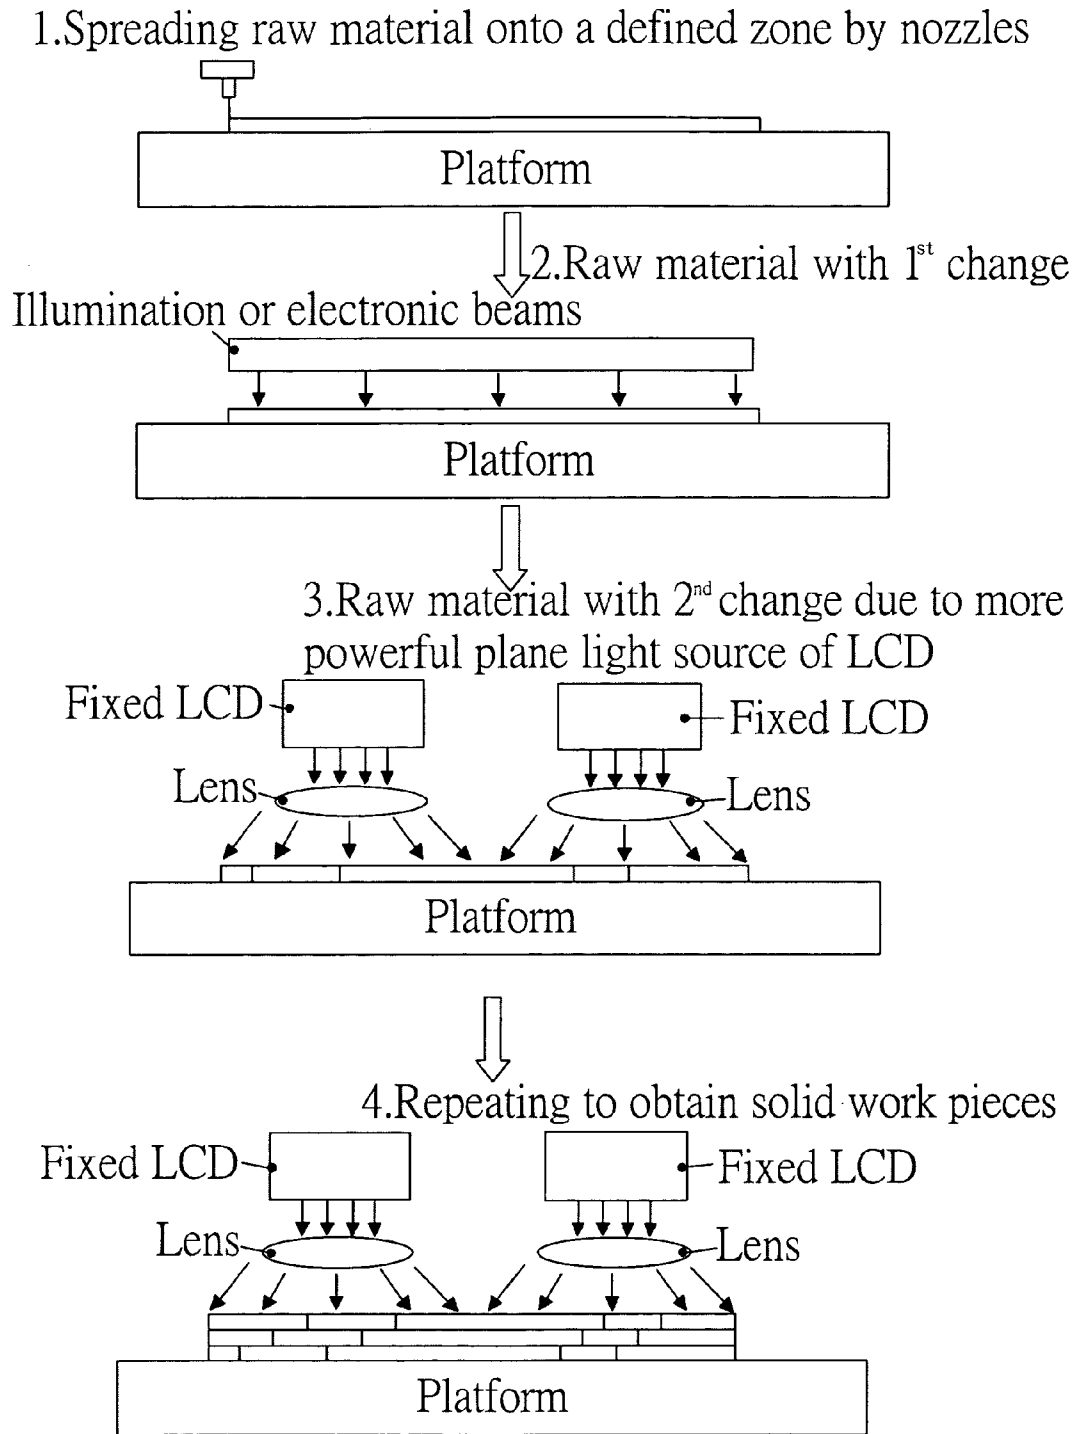 1.Spreading raw material onto a defined zone by nozzles
Platform
2.Raw material with 1st change
Illumination or electronic beams
Platform
3.Raw material with 2nd change due to more
powerful plane light source of LCD
Fixed LCD
Fixed LCD
Lens
Lens
Platform
4.Repeating to obtain solid work pieces
Fixed LCD
Fixed LCD
Lens
Lens
Platform